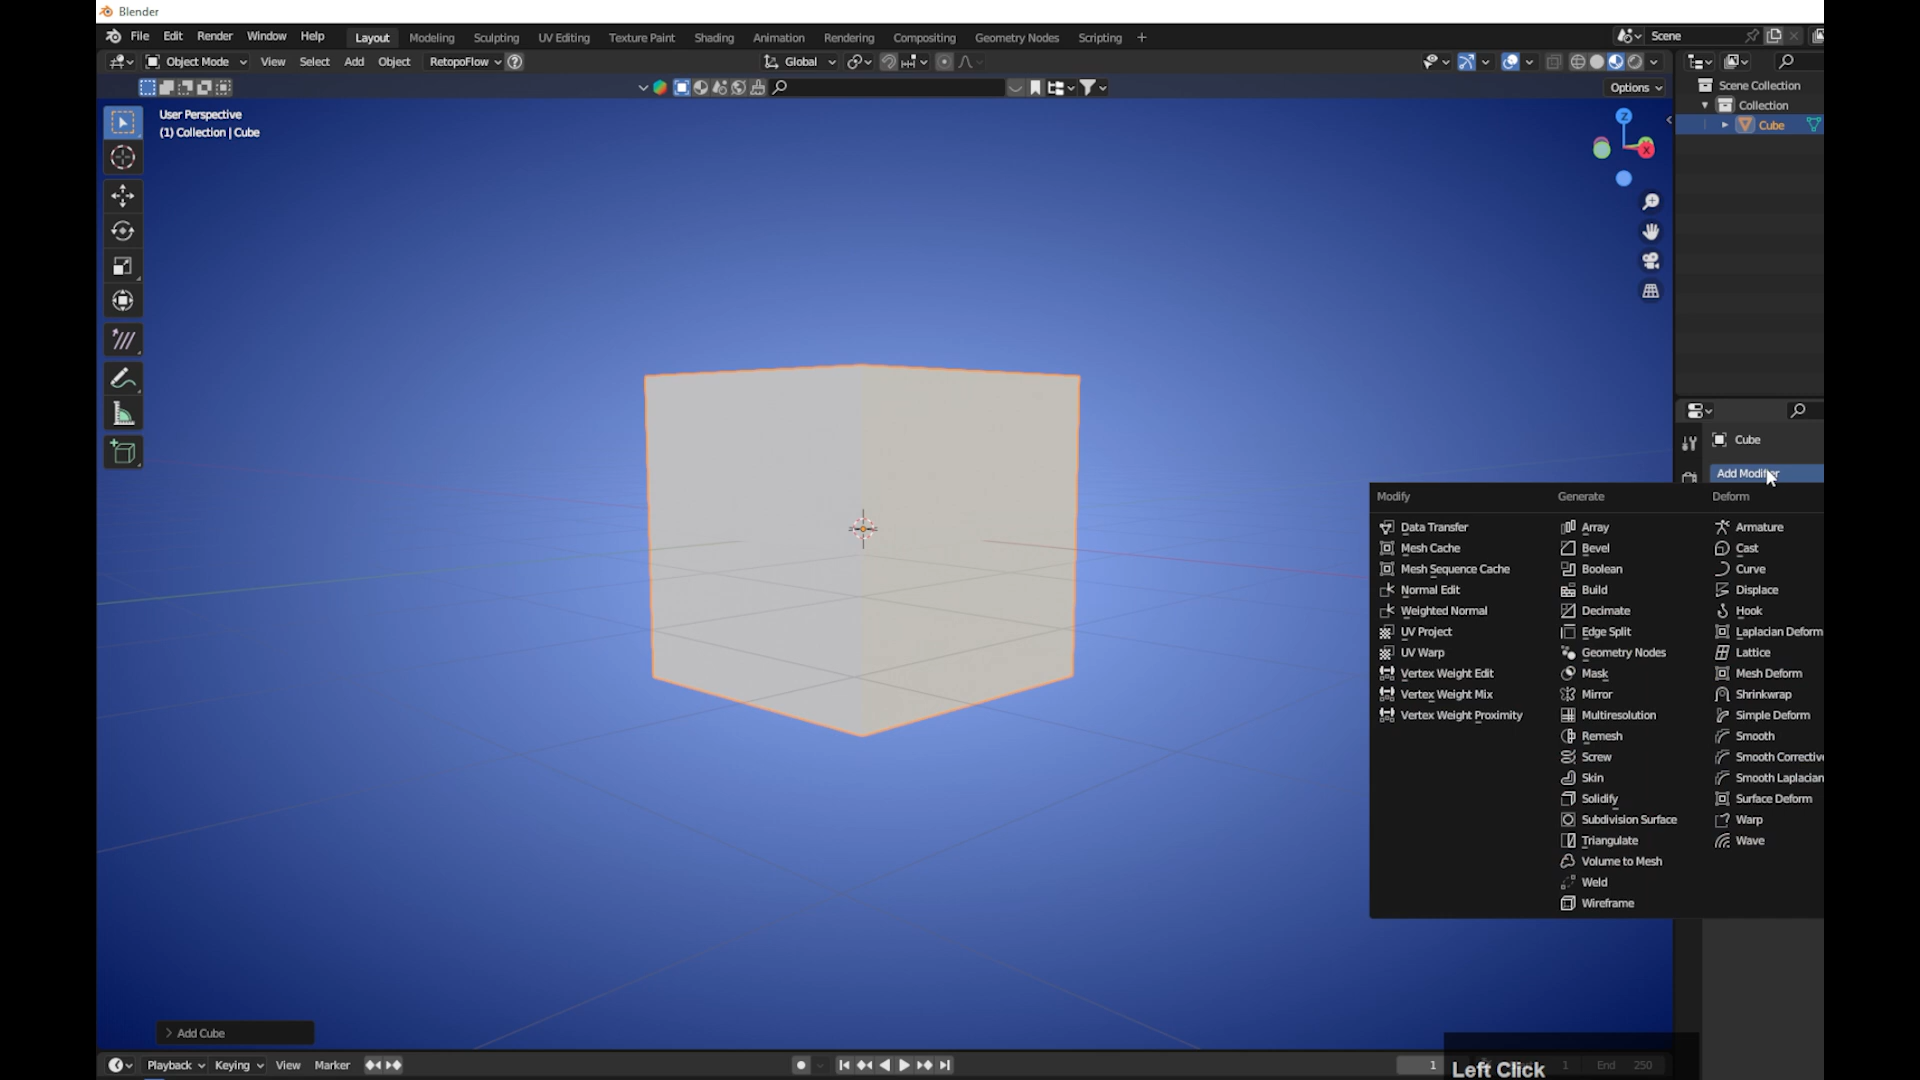 Blender
File Edit Render Window Help Layout Modeling Sculpting UV Editing Texture Paint Shading Animation Rendering Compositing Geometry Nodes Scripting + Scene
Object Mode View Select Add Object RetopoFlow Global
Options
User Perspective
(1) Collection | Cube
Scene Collection
Collection
Cube
Z
X
Cube
Add Modifier
Modify Generate Deform
Data Transfer Array Armature
Mesh Cache Bevel Cast
Mesh Sequence Cache Boolean Curve
Normal Edit Build Displace
Weighted Normal Decimate Hook
UV Project Edge Split Laplacian Deform
UV Warp Geometry Nodes Lattice
Vertex Weight Edit Mask Mesh Deform
Vertex Weight Mix Mirror Shrinkwrap
Vertex Weight Proximity Multiresolution Simple Deform
Remesh Smooth
Screw Smooth Corrective
Skin Smooth Laplacian
Solidify Surface Deform
Subdivision Surface Warp
Triangulate Wave
Volume to Mesh
Weld
Wireframe
Add Cube
Playback Keying View Marker 1 1 End 250
Left Click